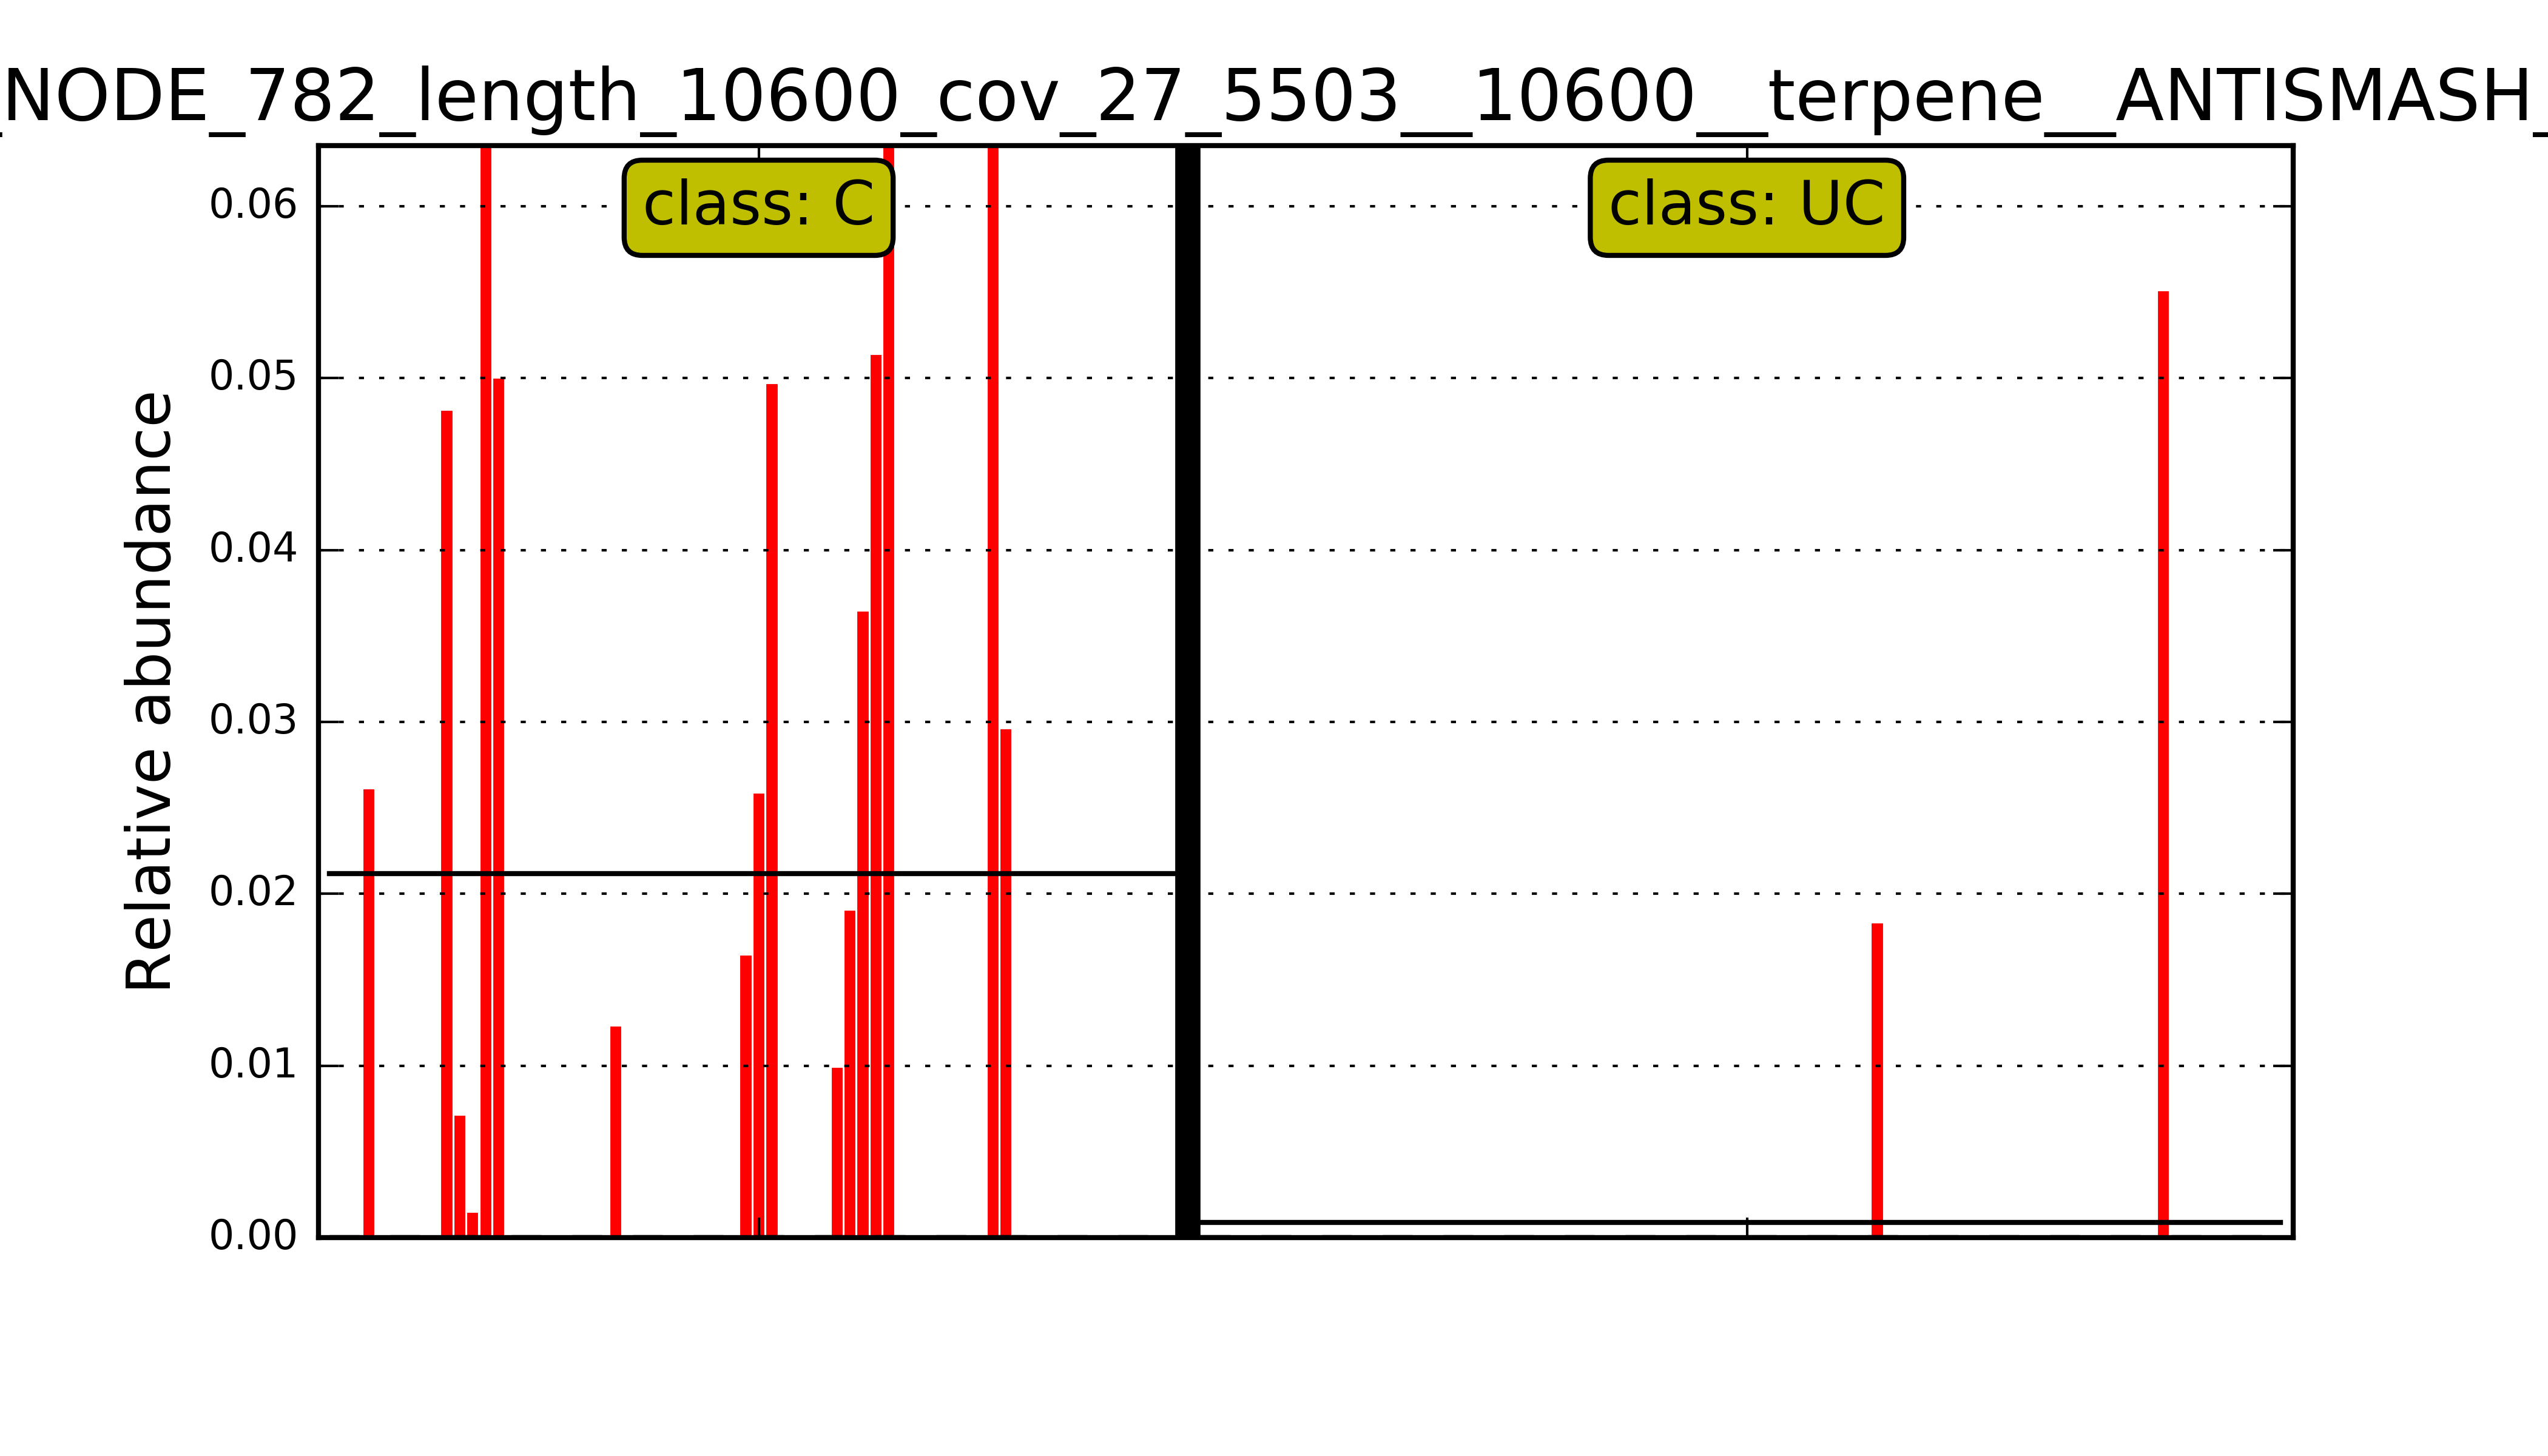 _NODE_782_length_10600_cov_27_5503__10600__terpene__ANTISMASH_
class: C
class: UC
0.06
0.05
0.04
0.03
0.02
0.01
0.00
Relative abundance